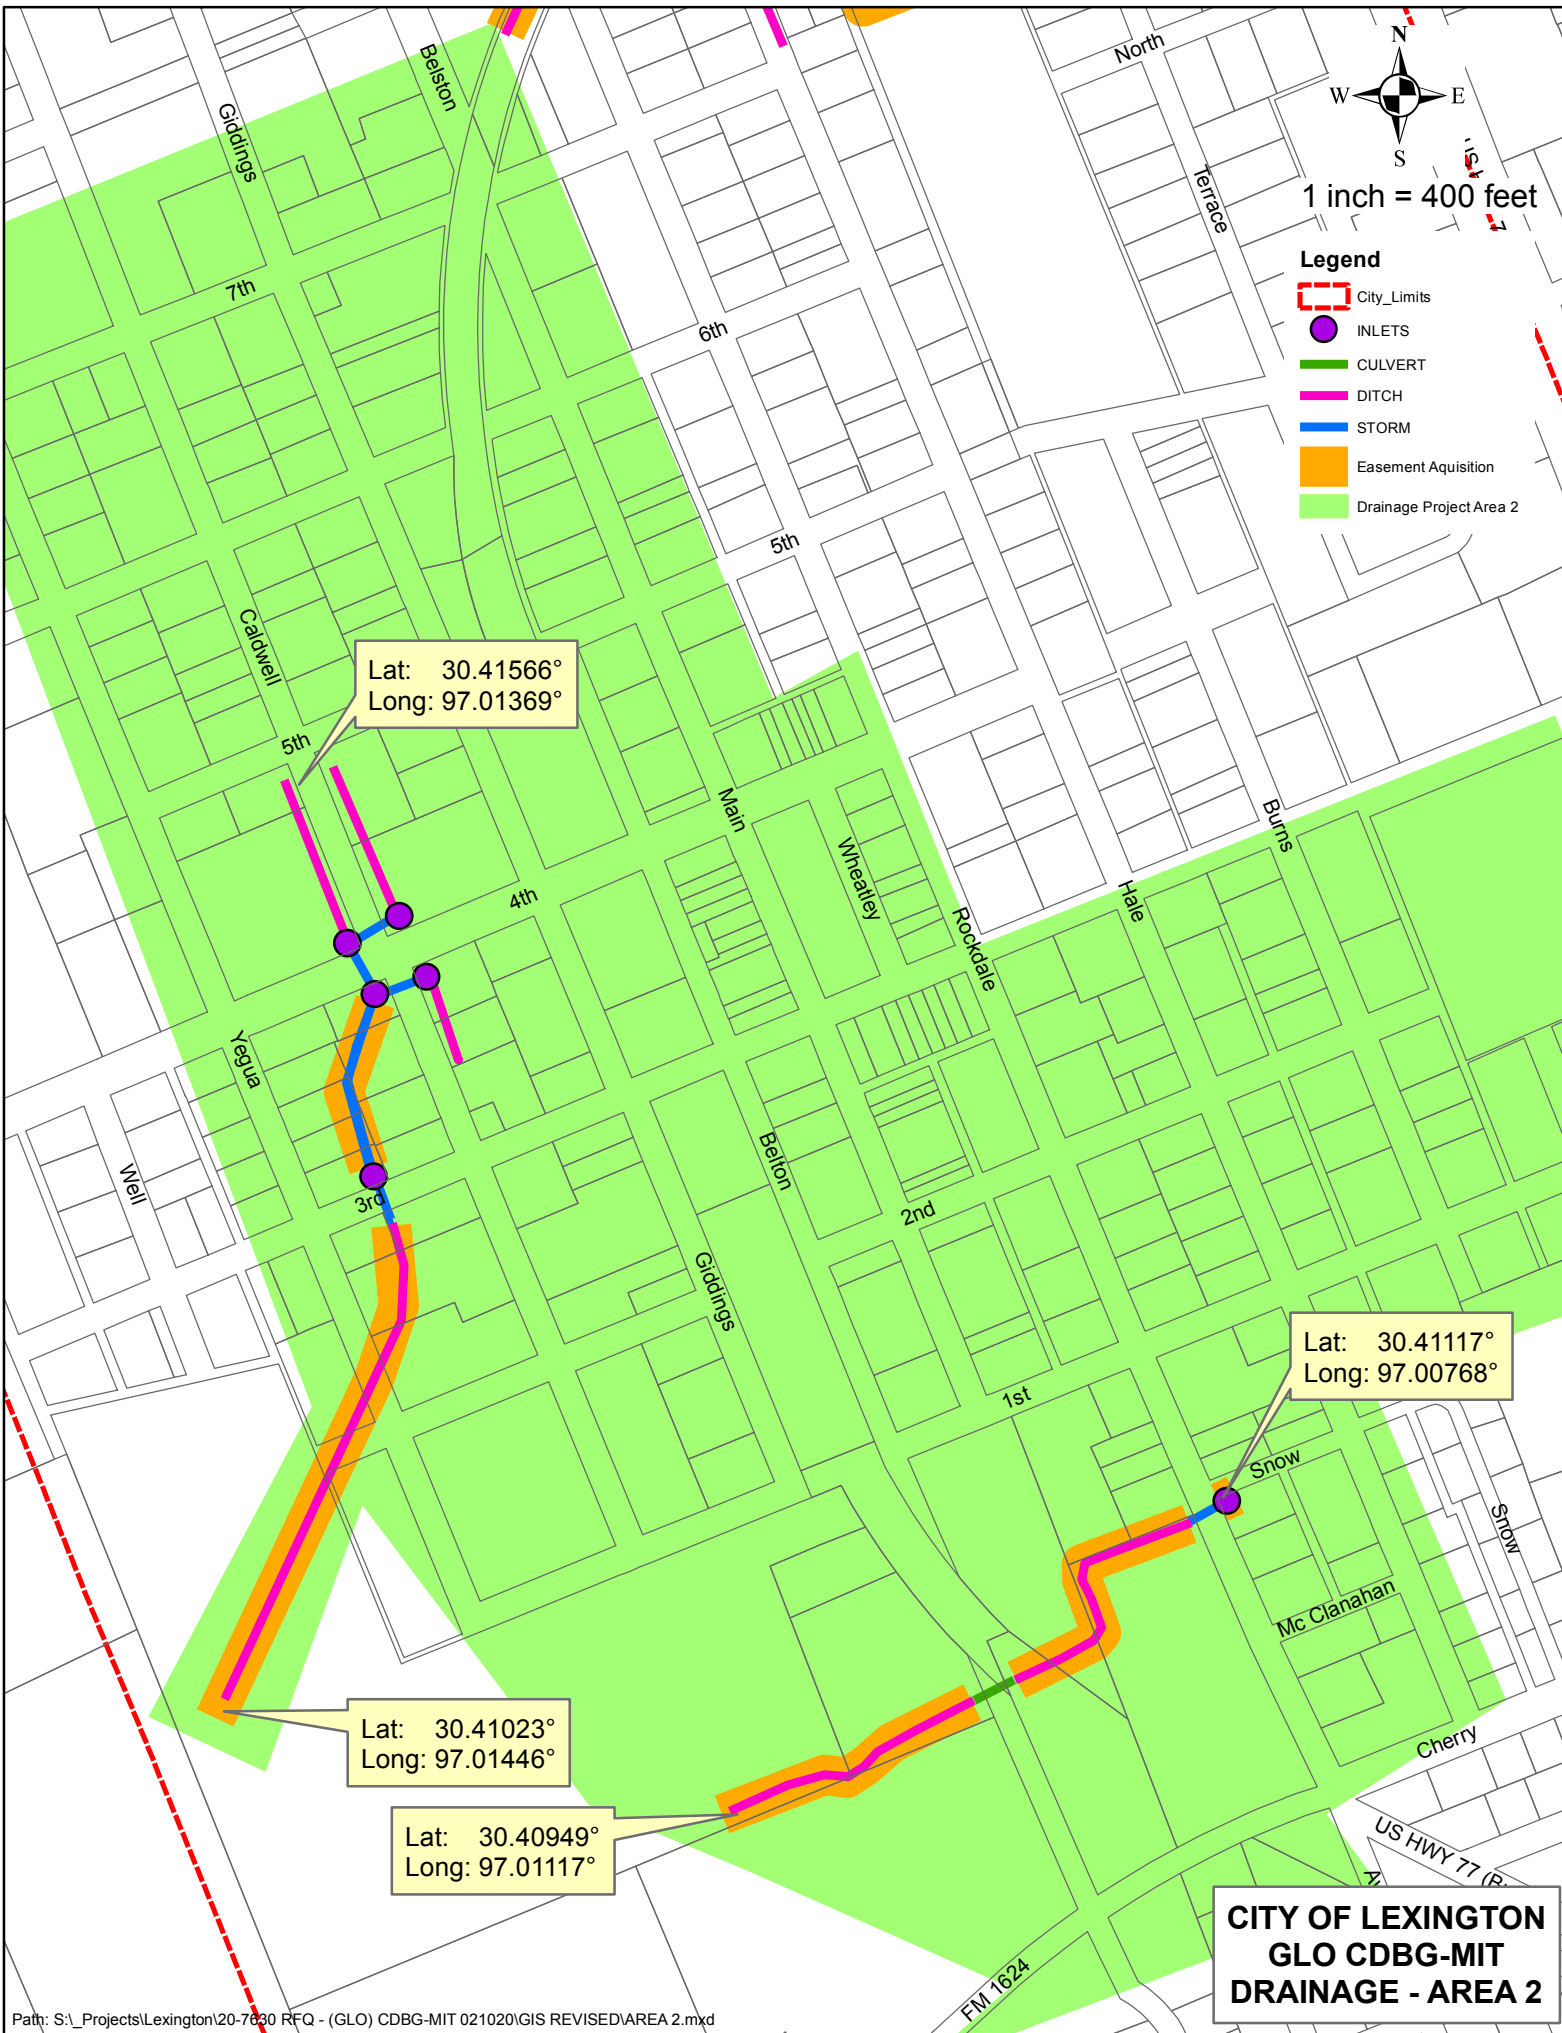 Belston
North
N
W
E
S
Giddings
Terrace
1 inch = 400 feet
7
Legend
City_Limits
INLETS
CULVERT
DITCH
STORM
Easement Aquisition
Drainage Project Area 2
7th
6th
5th
Caldwell
Lat: 30.41566°
Long: 97.01369°
5th
Main
Burns
Wheatley
4th
Hale
Rockdale
Yegua
Well
Belton
3rd
2nd
Giddings
Lat: 30.41117°
Long: 97.00768°
1st
Snow
Snow
Mc Clanahan
Lat: 30.41023°
Long: 97.01446°
Cherry
Lat: 30.40949°
Long: 97.01117°
US HWY 77
CITY OF LEXINGTON
GLO CDBG-MIT
DRAINAGE - AREA 2
FM 1624
Path: S:\_Projects\Lexington\20-7630 RFQ - (GLO) CDBG-MIT 021020\GIS REVISED\AREA 2.mxd